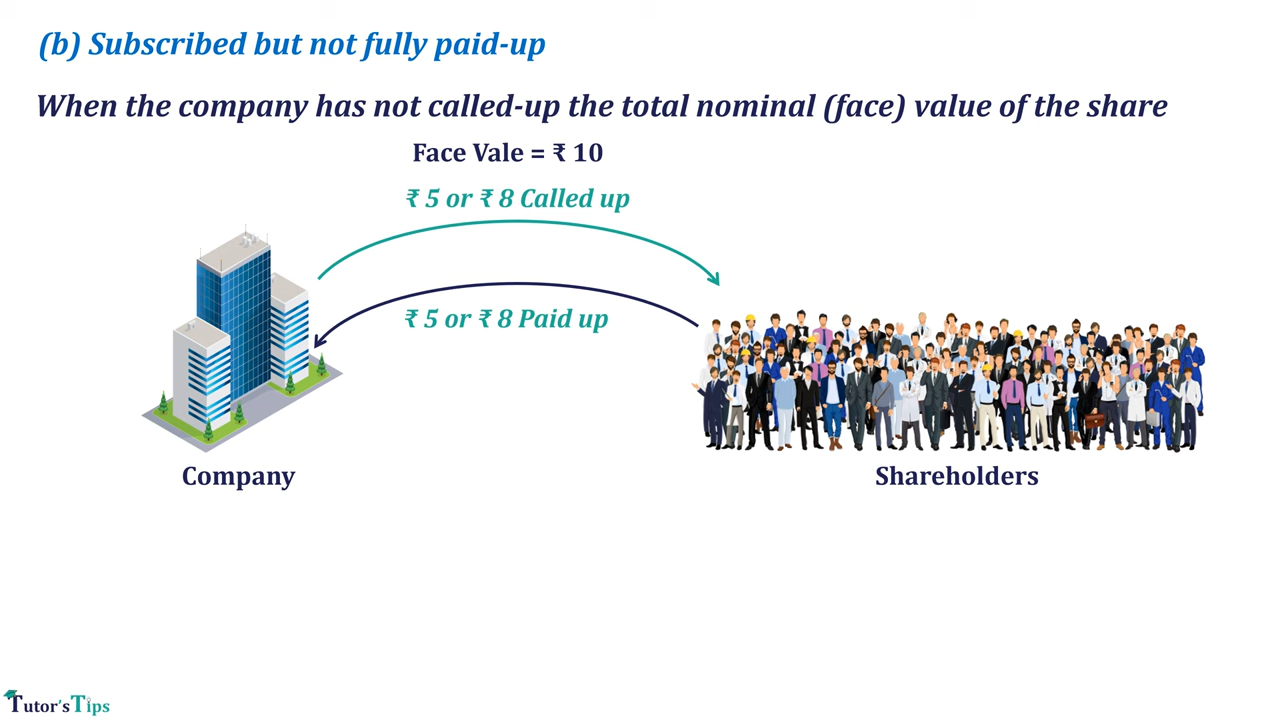 (b) Subscribed but not fully paid-up
When the company has not called-up the total nominal (face) value of the share
Face Vale = ₹ 10
₹ 5 or ₹ 8 Called up
₹ 5 or ₹ 8 Paid up
Company
Shareholders
Tutor'sTips